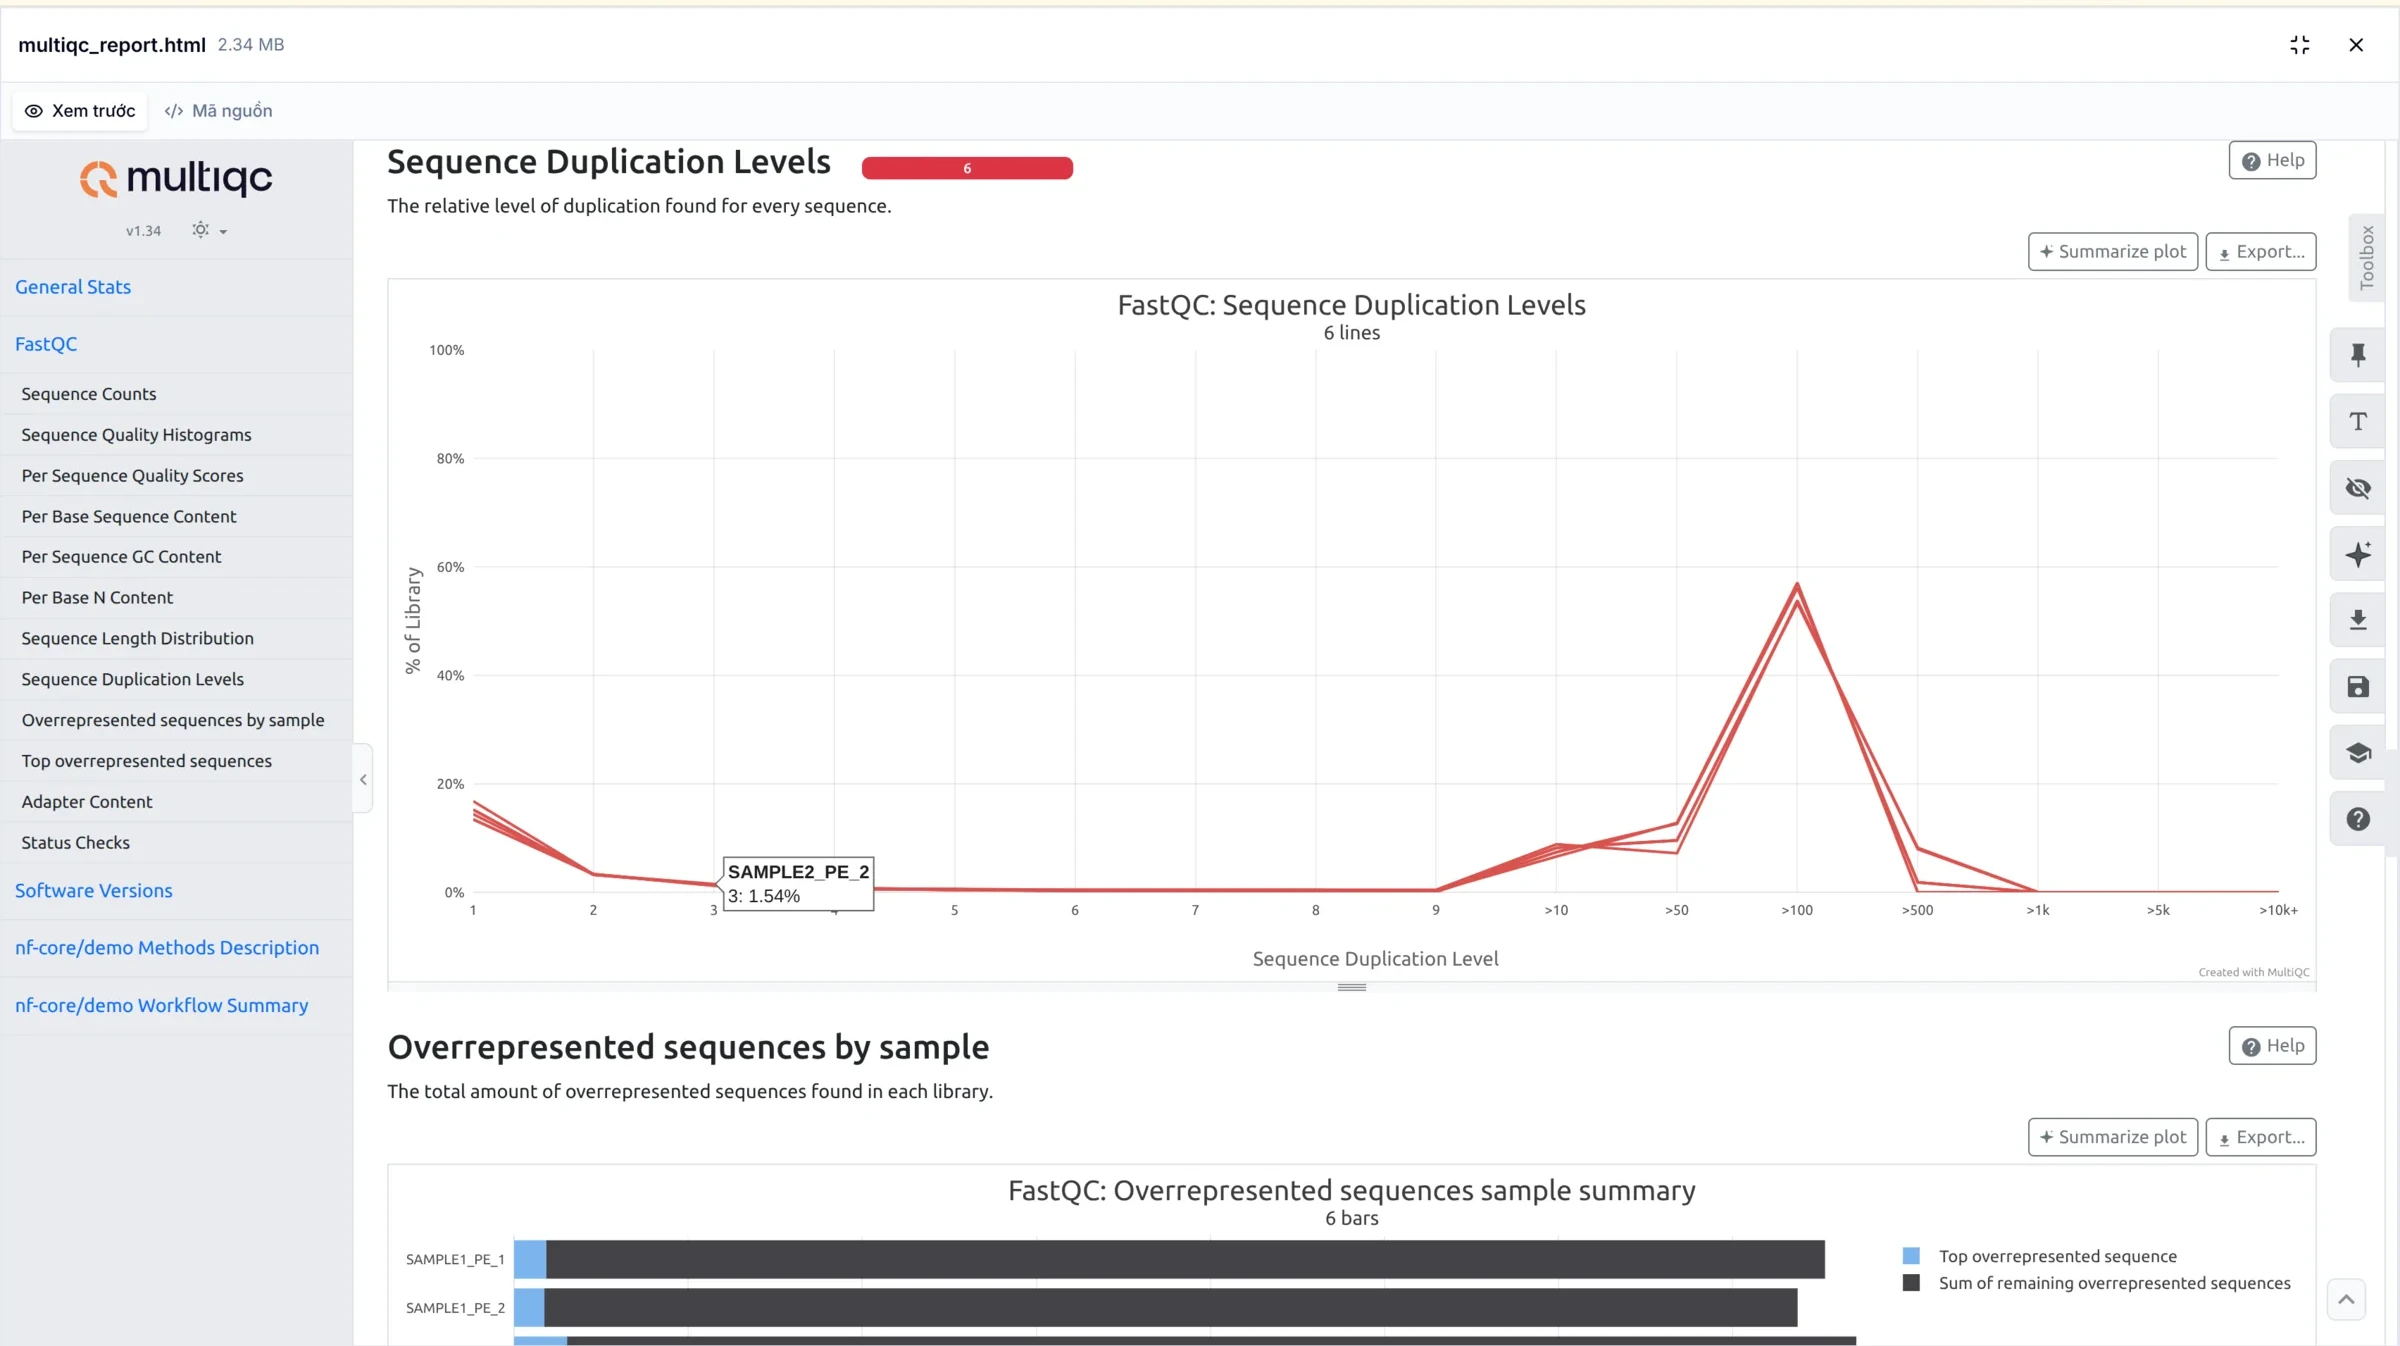 multiqc_report.html 2.34 MB
Xem trước
</> Mã nguồn
multiqc
v1.34
General Stats
FastQC
Sequence Counts
Sequence Quality Histograms
Per Sequence Quality Scores
Per Base Sequence Content
Per Sequence GC Content
Per Base N Content
Sequence Length Distribution
Sequence Duplication Levels
Overrepresented sequences by sample
Top overrepresented sequences
Adapter Content
Status Checks
Software Versions
nf-core/demo Methods Description
nf-core/demo Workflow Summary
Sequence Duplication Levels
6
Help
The relative level of duplication found for every sequence.
Summarize plot
Export...
Toolbox
FastQC: Sequence Duplication Levels
6 lines
100%
80%
60%
40%
20%
0%
% of Library
SAMPLE2_PE_2
3: 1.54%
1 2 3 4 5 6 7 8 9 >10 >50 >100 >500 >1k >5k >10k+
Sequence Duplication Level
Created with MultiQC
Overrepresented sequences by sample
Help
The total amount of overrepresented sequences found in each library.
Summarize plot
Export...
FastQC: Overrepresented sequences sample summary
6 bars
SAMPLE1_PE_1
SAMPLE1_PE_2
Top overrepresented sequence
Sum of remaining overrepresented sequences